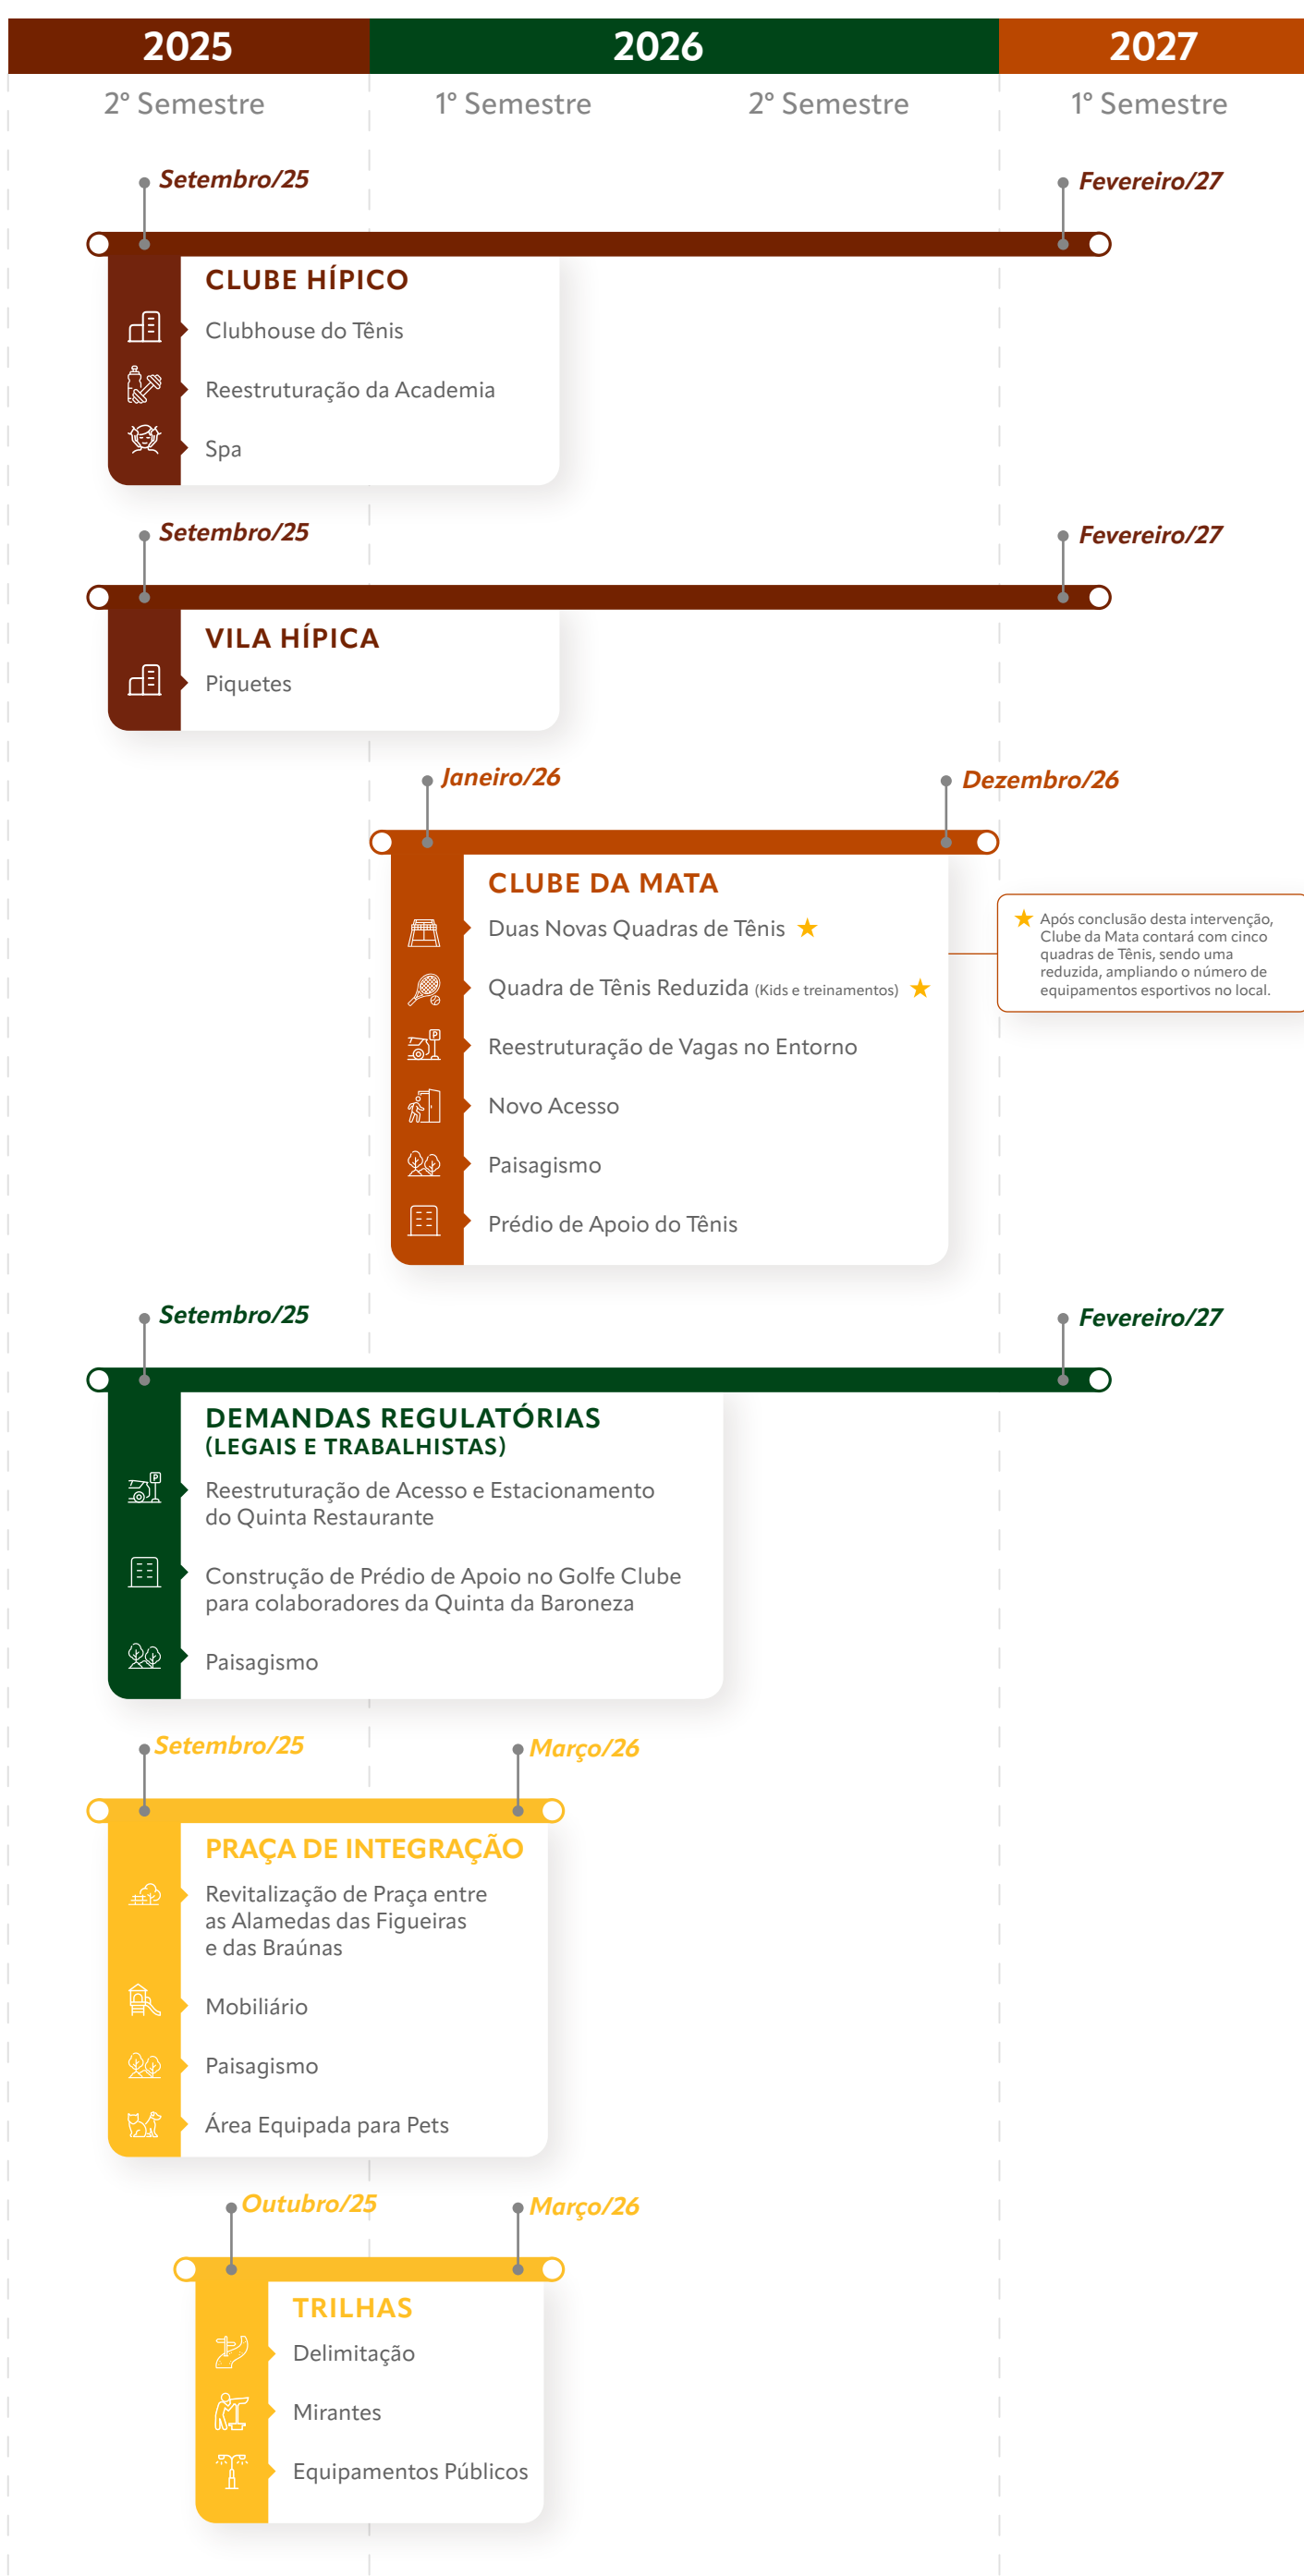 2025 2026 2027
2º Semestre 1º Semestre 2º Semestre 1º Semestre
Setembro/25 Fevereiro/27
CLUBE HÍPICO
Clubhouse do Tênis
Reestruturação da Academia
Spa
Setembro/25 Fevereiro/27
VILA HÍPICA
Piquetes
Janeiro/26 Dezembro/26
CLUBE DA MATA
Duas Novas Quadras de Tênis ★
Quadra de Tênis Reduzida (Kids e treinamentos) ★
Reestruturação de Vagas no Entorno
Novo Acesso
Paisagismo
Prédio de Apoio do Tênis
★ Após conclusão desta intervenção,
Clube da Mata contará com cinco
quadras de Tênis, sendo uma
reduzida, ampliando o número de
equipamentos esportivos no local.
Setembro/25 Fevereiro/27
DEMANDAS REGULATÓRIAS
(LEGAIS E TRABALHISTAS)
P
Reestruturação de Acesso e Estacionamento
do Quinta Restaurante
Construção de Prédio de Apoio no Golfe Clube
para colaboradores da Quinta da Baroneza
Paisagismo
Setembro/25 Março/26
PRAÇA DE INTEGRAÇÃO
Revitalização de Praça entre
as Alamedas das Figueiras
e das Braúnas
Mobiliário
Paisagismo
Área Equipada para Pets
Outubro/25 Março/26
TRILHAS
Delimitação
Mirantes
Equipamentos Públicos